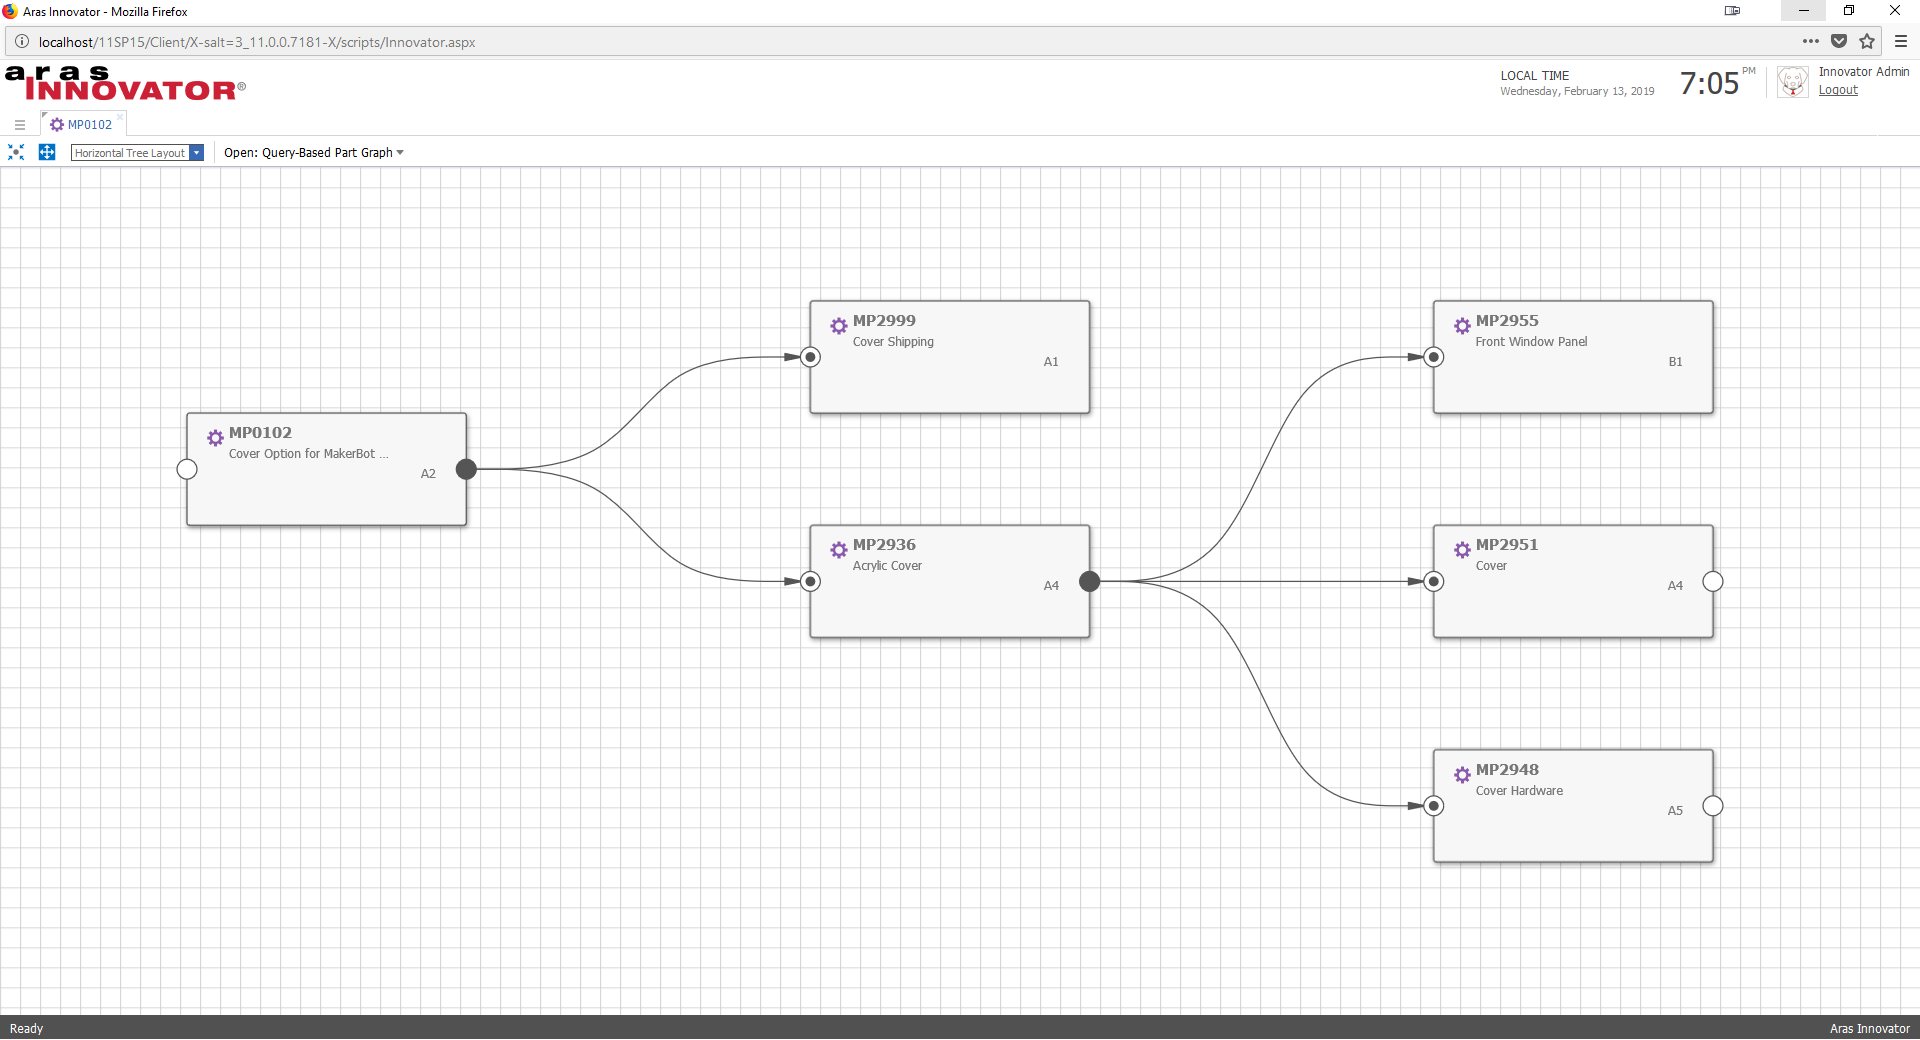 Aras Innovator - Mozilla Firefox
localhost/11SP15/Client/X-salt=3_11.0.0.7181-X/scripts/Innovator.aspx
aras
INNOVATOR®
LOCAL TIME
Wednesday, February 13, 2019
7:05 PM
Innovator Admin
Logout
MP0102
Horizontal Tree Layout
Open: Query-Based Part Graph
MP2999
Cover Shipping
A1
MP2955
Front Window Panel
B1
MP0102
Cover Option for MakerBot ...
A2
MP2936
Acrylic Cover
A4
MP2951
Cover
A4
MP2948
Cover Hardware
A5
Ready
Aras Innovator